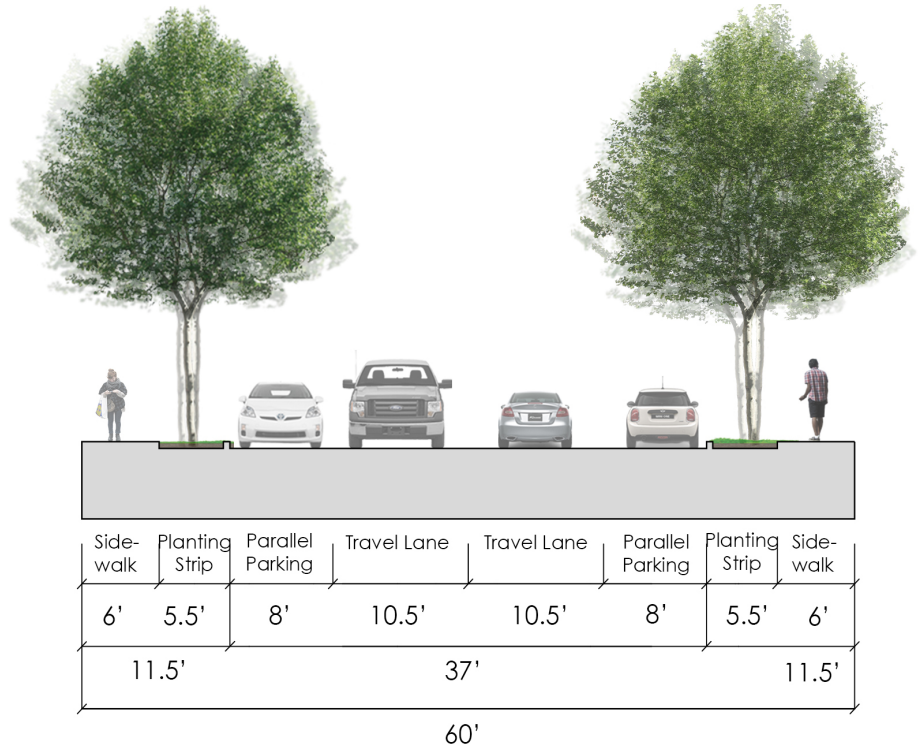 Side-
walk
Planting
Strip
Parallel
Parking
Travel Lane
Travel Lane
Parallel
Parking
Planting
Strip
Side-
walk
6’ 5.5’ 8’ 10.5’ 10.5’ 8’ 5.5’ 6’
11.5’ 37’ 11.5’
60’